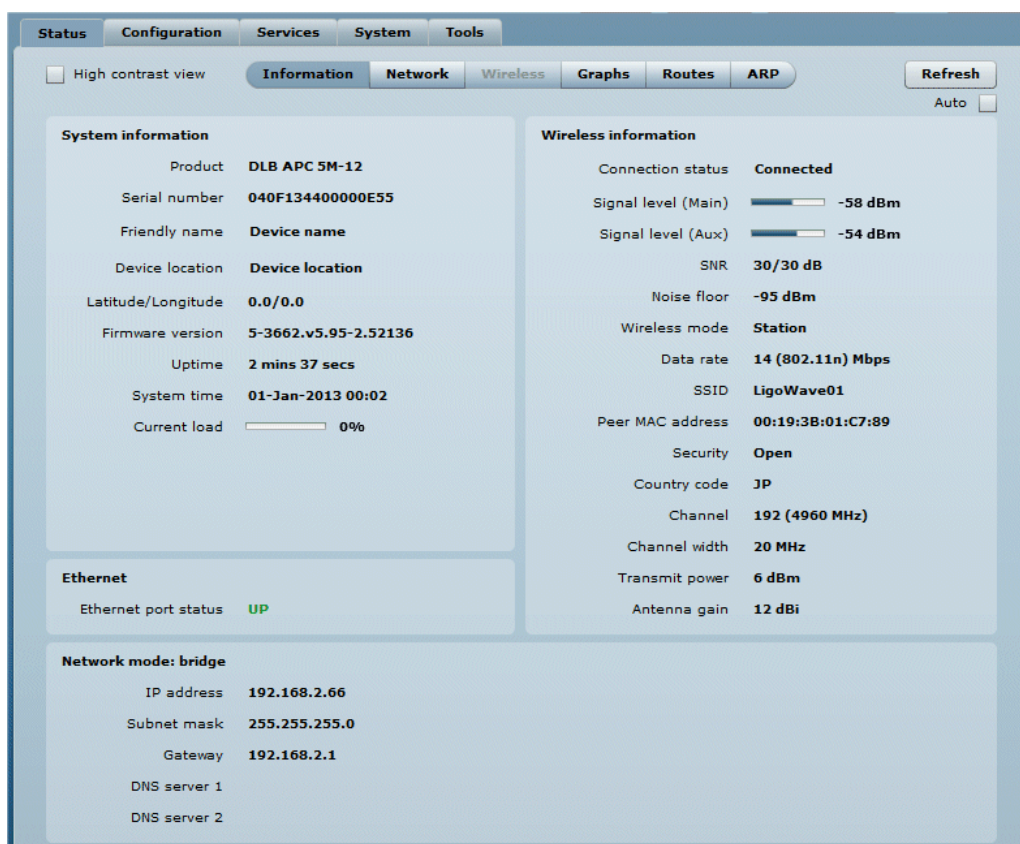 Status Configuration Services System Tools
High contrast view Information Network Wireless Graphs Routes ARP Refresh
Auto
System information
Product DLB APC 5M-12
Serial number 040F134400000E55
Friendly name Device name
Device location Device location
Latitude/Longitude 0.0/0.0
Firmware version 5-3662.v5.95-2.52136
Uptime 2 mins 37 secs
System time 01-Jan-2013 00:02
Current load 0%
Wireless information
Connection status Connected
Signal level (Main) -58 dBm
Signal level (Aux) -54 dBm
SNR 30/30 dB
Noise floor -95 dBm
Wireless mode Station
Data rate 14 (802.11n) Mbps
SSID LigoWave01
Peer MAC address 00:19:3B:01:C7:89
Security Open
Country code JP
Channel 192 (4960 MHz)
Channel width 20 MHz
Transmit power 6 dBm
Antenna gain 12 dBi
Ethernet
Ethernet port status UP
Network mode: bridge
IP address 192.168.2.66
Subnet mask 255.255.255.0
Gateway 192.168.2.1
DNS server 1
DNS server 2